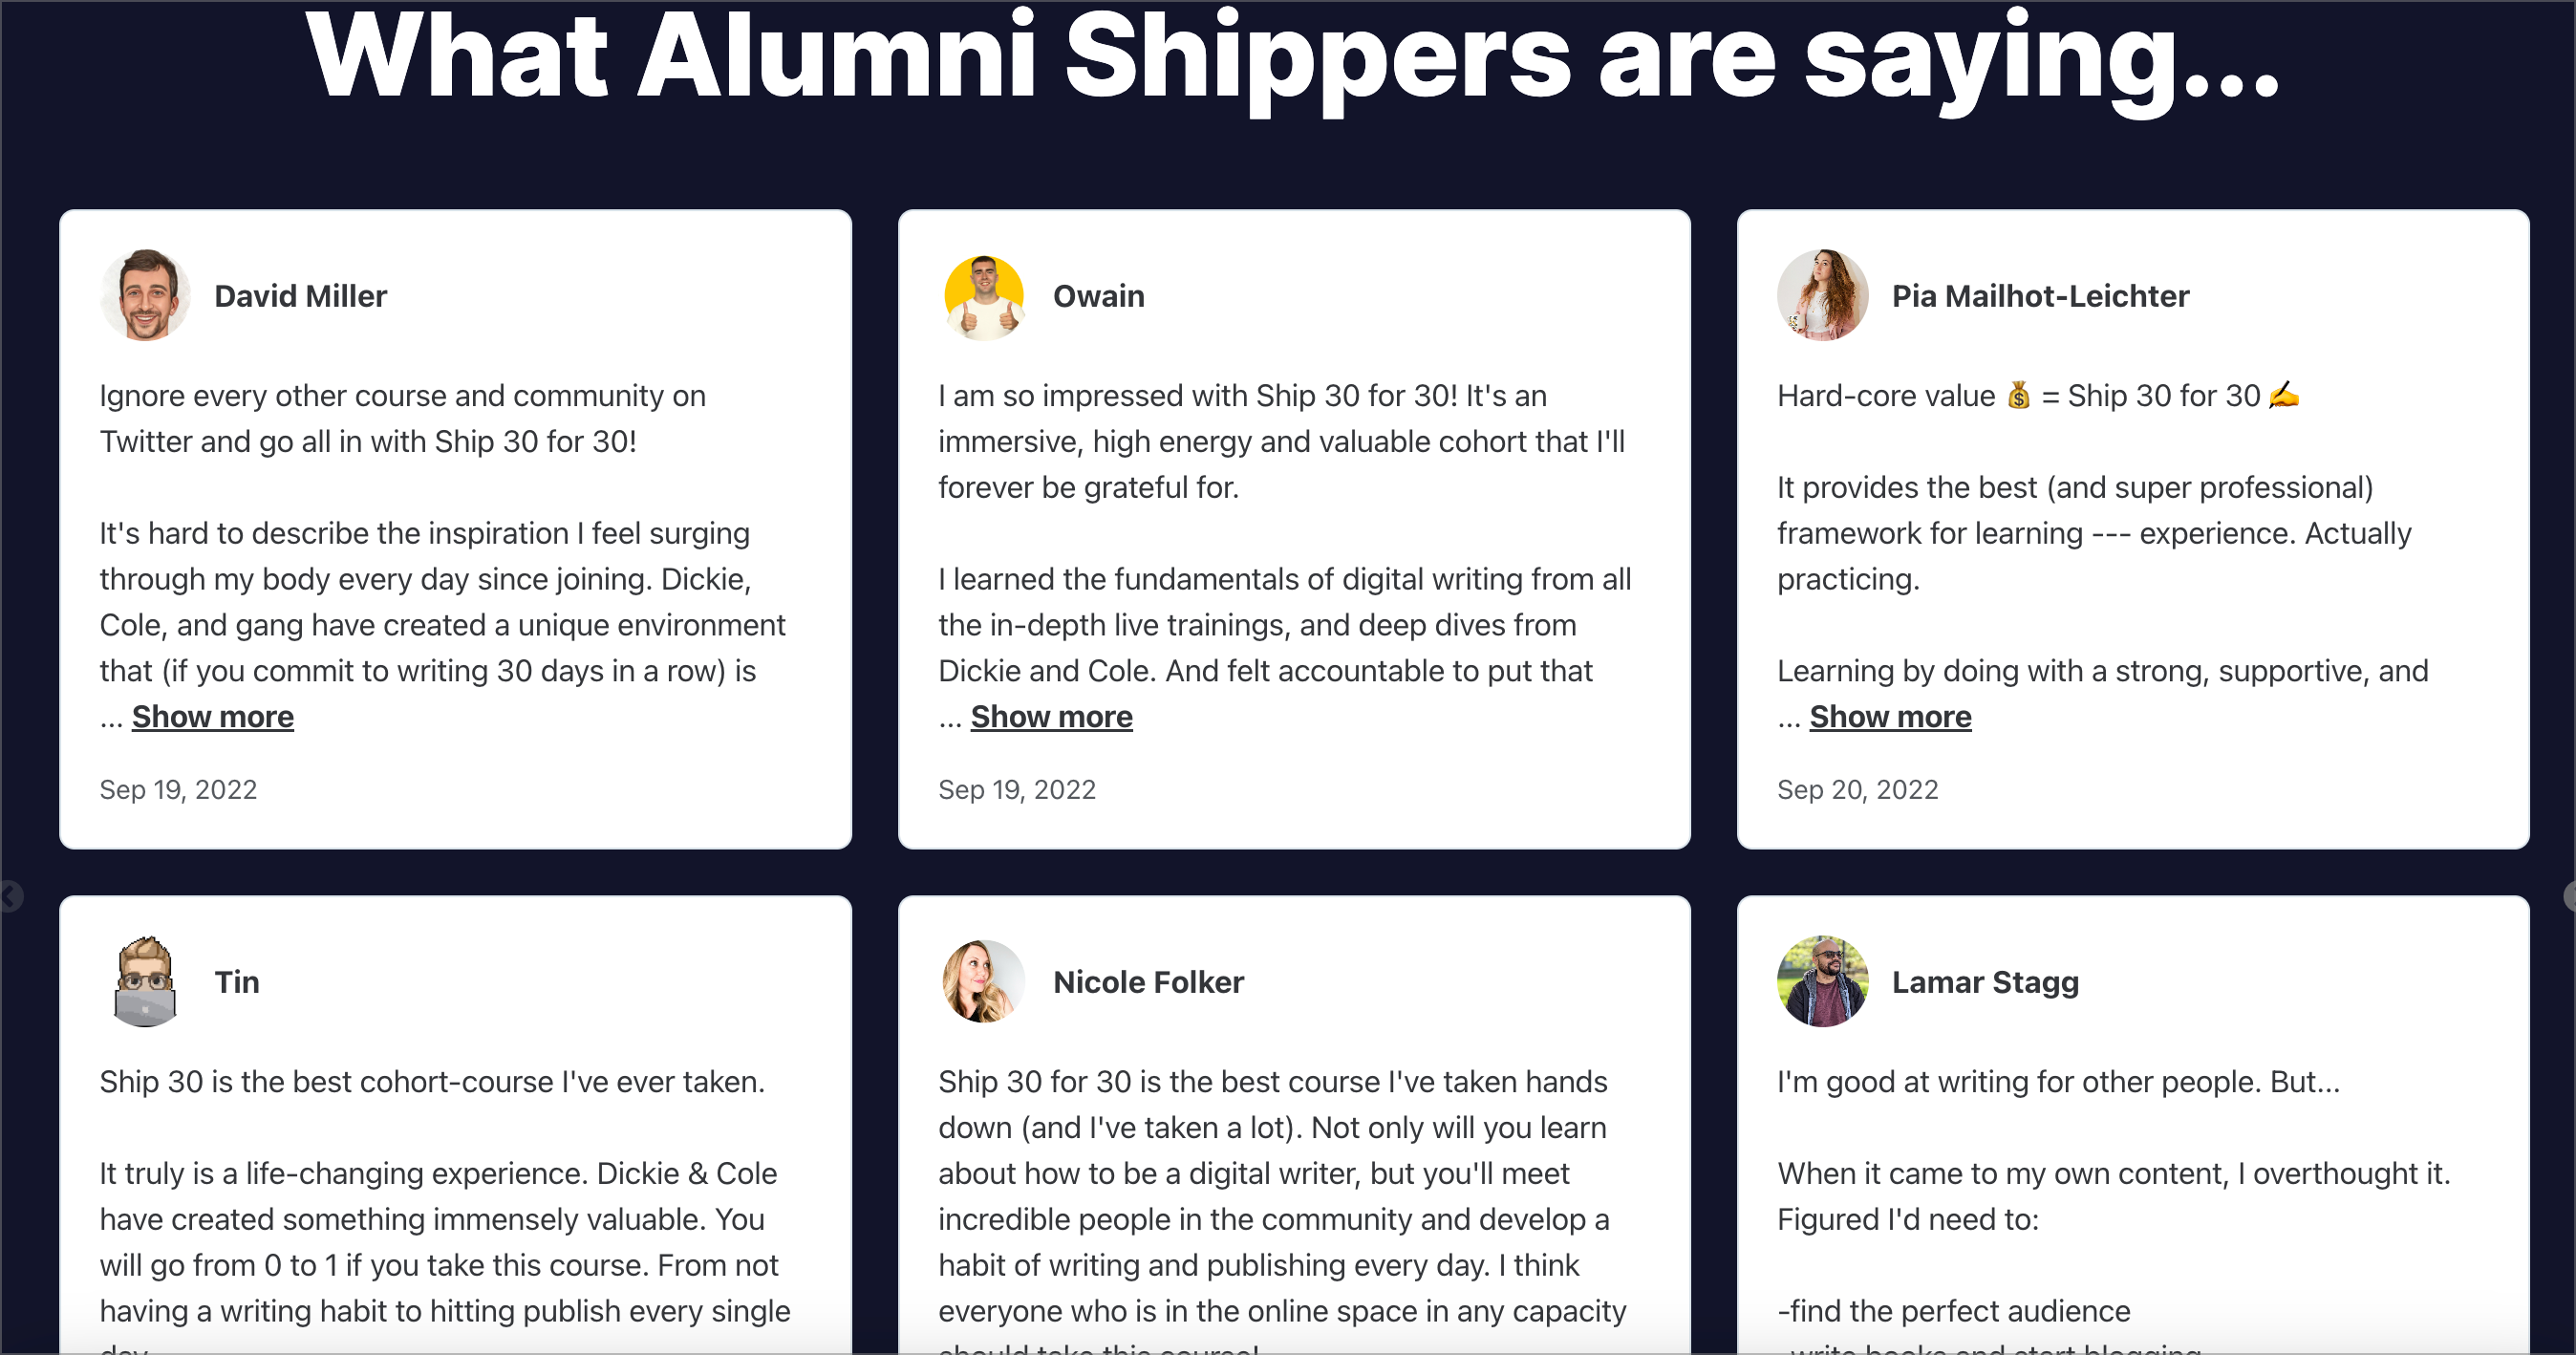 What Alumni Shippers are saying...
David Miller
Ignore every other course and community on
Twitter and go all in with Ship 30 for 30!
It's hard to describe the inspiration I feel surging
through my body every day since joining. Dickie,
Cole, and gang have created a unique environment
that (if you commit to writing 30 days in a row) is
... Show more
Sep 19, 2022
Owain
I am so impressed with Ship 30 for 30! It's an
immersive, high energy and valuable cohort that I'll
forever be grateful for.
I learned the fundamentals of digital writing from all
the in-depth live trainings, and deep dives from
Dickie and Cole. And felt accountable to put that
... Show more
Sep 19, 2022
Pia Mailhot-Leichter
Hard-core value 💰 = Ship 30 for 30 ✍️
It provides the best (and super professional)
framework for learning --- experience. Actually
practicing.
Learning by doing with a strong, supportive, and
... Show more
Sep 20, 2022
Tin
Ship 30 is the best cohort-course I've ever taken.
It truly is a life-changing experience. Dickie & Cole
have created something immensely valuable. You
will go from 0 to 1 if you take this course. From not
having a writing habit to hitting publish every single
day
Nicole Folker
Ship 30 for 30 is the best course I've taken hands
down (and I've taken a lot). Not only will you learn
about how to be a digital writer, but you'll meet
incredible people in the community and develop a
habit of writing and publishing every day. I think
everyone who is in the online space in any capacity
should take this course!
Lamar Stagg
I'm good at writing for other people. But...
When it came to my own content, I overthought it.
Figured I'd need to:
-find the perfect audience
-write books and start blogging